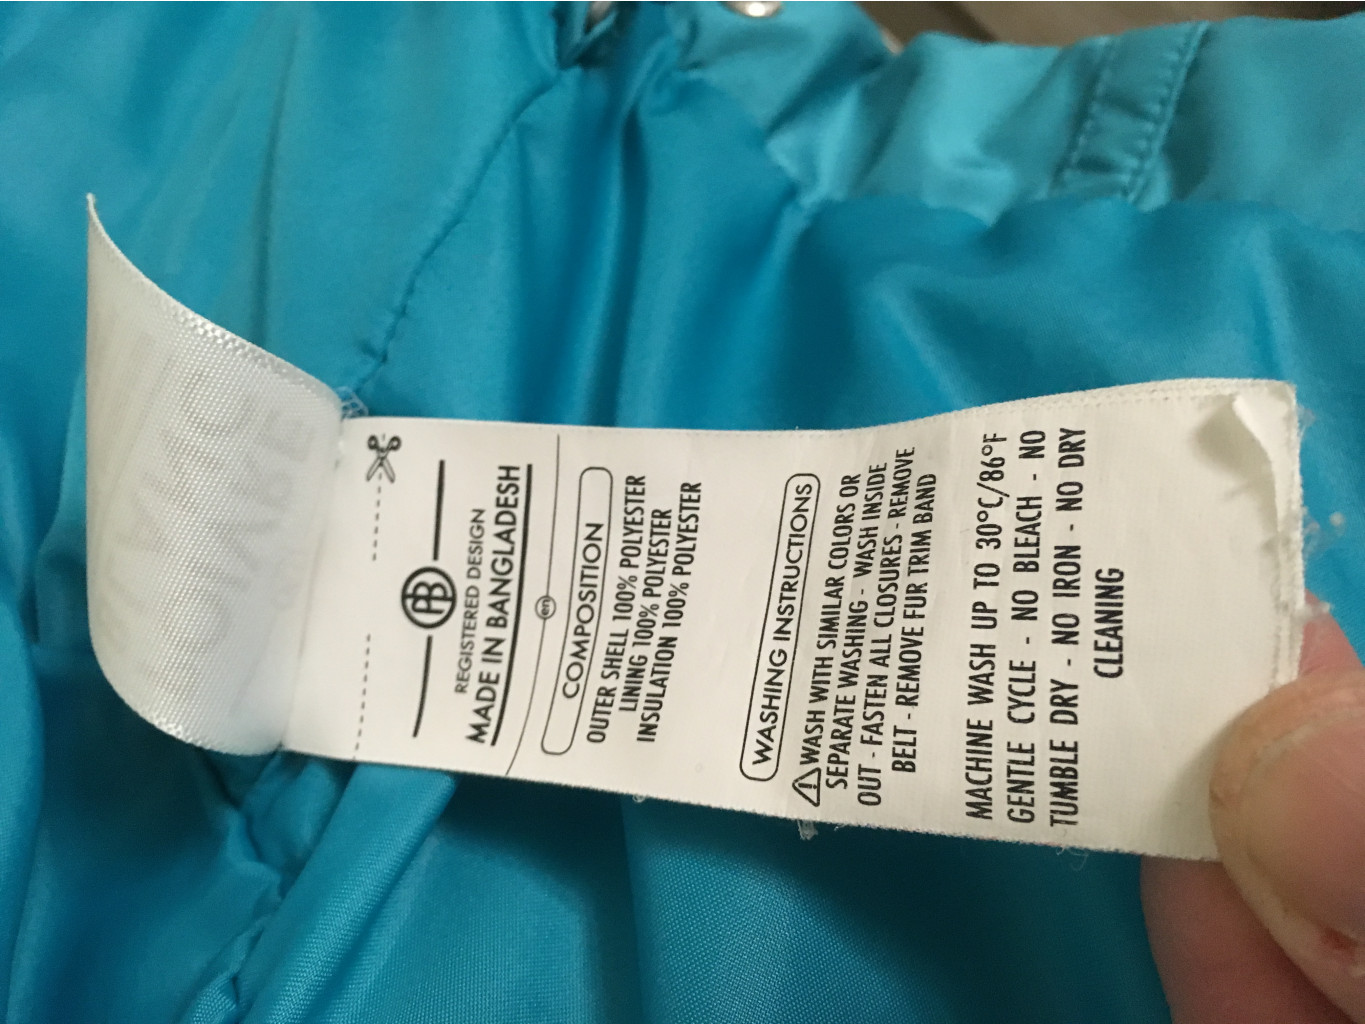 REGISTERED DESIGN
MADE IN BANGLADESH
en
COMPOSITION
OUTER SHELL 100% POLYESTER
LINING 100% POLYESTER
INSULATION 100% POLYESTER
WASHING INSTRUCTIONS
WASH WITH SIMILAR COLORS OR
SEPARATE WASHING - WASH INSIDE
OUT - FASTEN ALL CLOSURES - REMOVE
BELT - REMOVE FUR TRIM BAND
MACHINE WASH UP TO 30°C/86°F
GENTLE CYCLE - NO BLEACH - NO
TUMBLE DRY - NO IRON - NO DRY
CLEANING